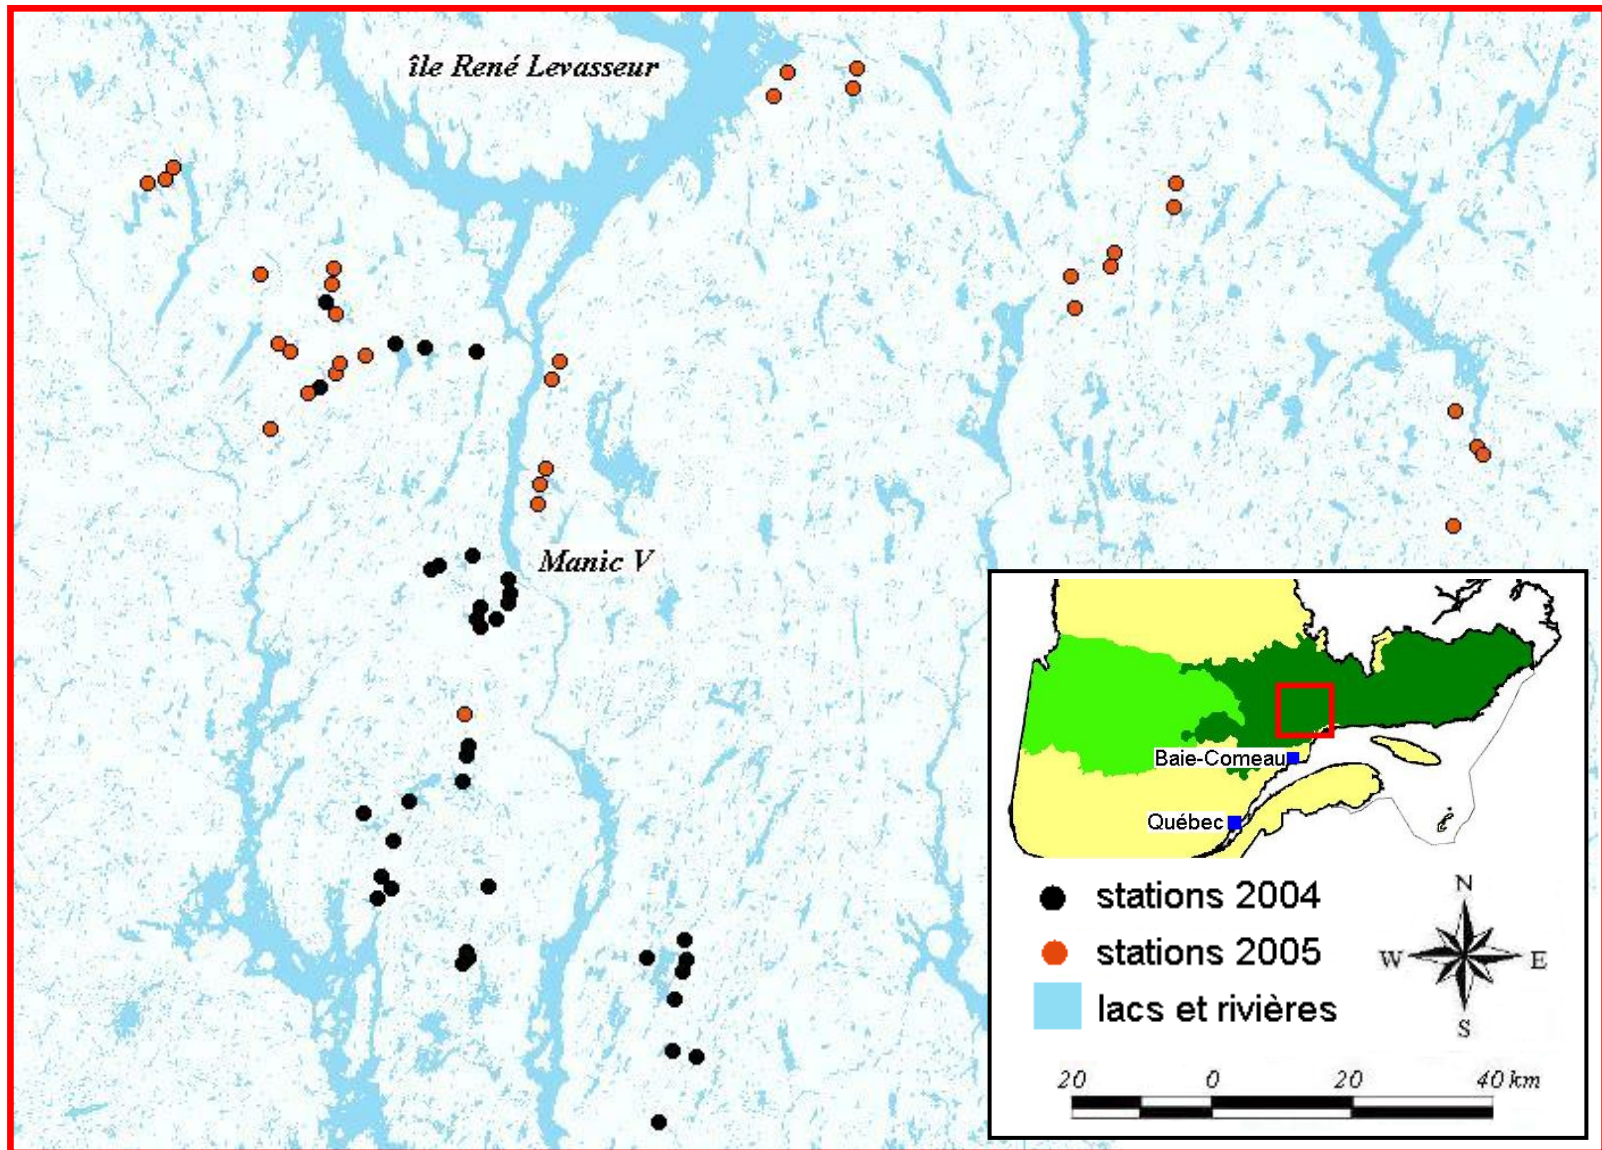 île René Levasseur
Manic V
Baie-Comeau
Québec
stations 2004
stations 2005
lacs et rivières
N
W
E
S
20 0 20 40 km